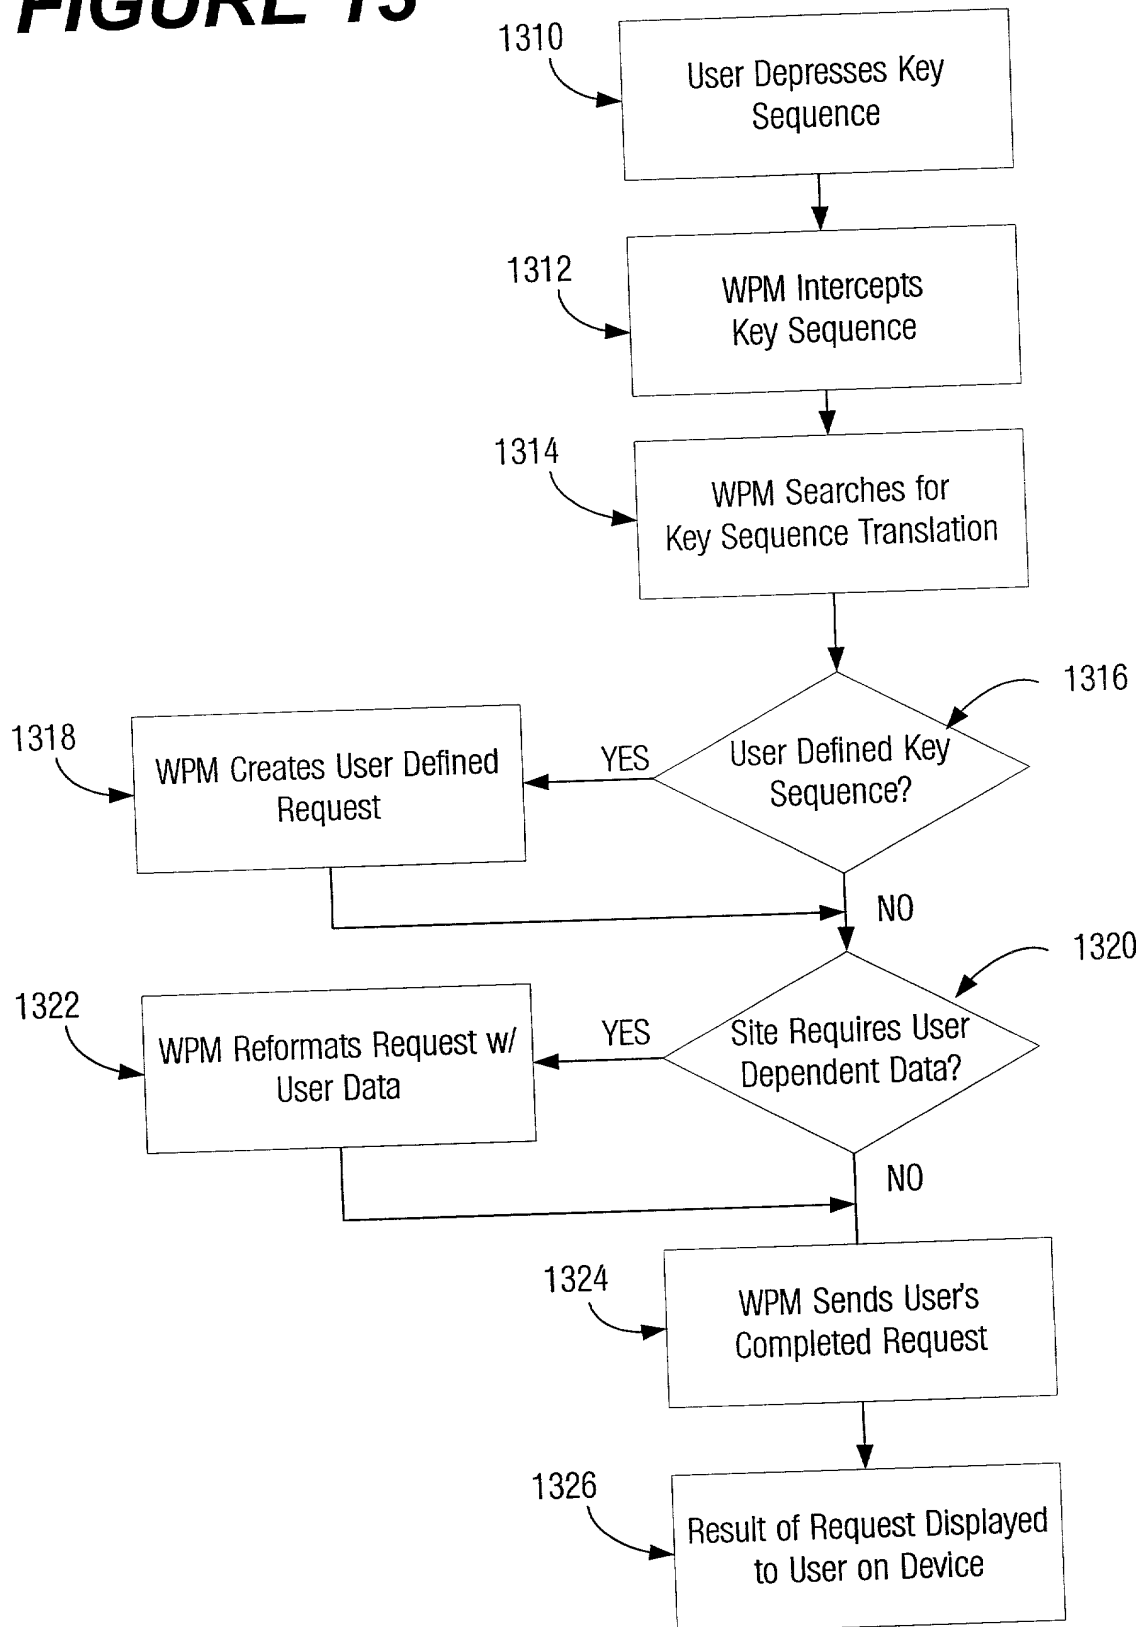 FIGURE 13
1310
User Depresses Key
Sequence
1312
WPM Intercepts
Key Sequence
1314
WPM Searches for
Key Sequence Translation
1316
User Defined Key
Sequence?
YES
1318
WPM Creates User Defined
Request
NO
1320
Site Requires User
Dependent Data?
YES
1322
WPM Reformats Request w/
User Data
NO
1324
WPM Sends User's
Completed Request
1326
Result of Request Displayed
to User on Device